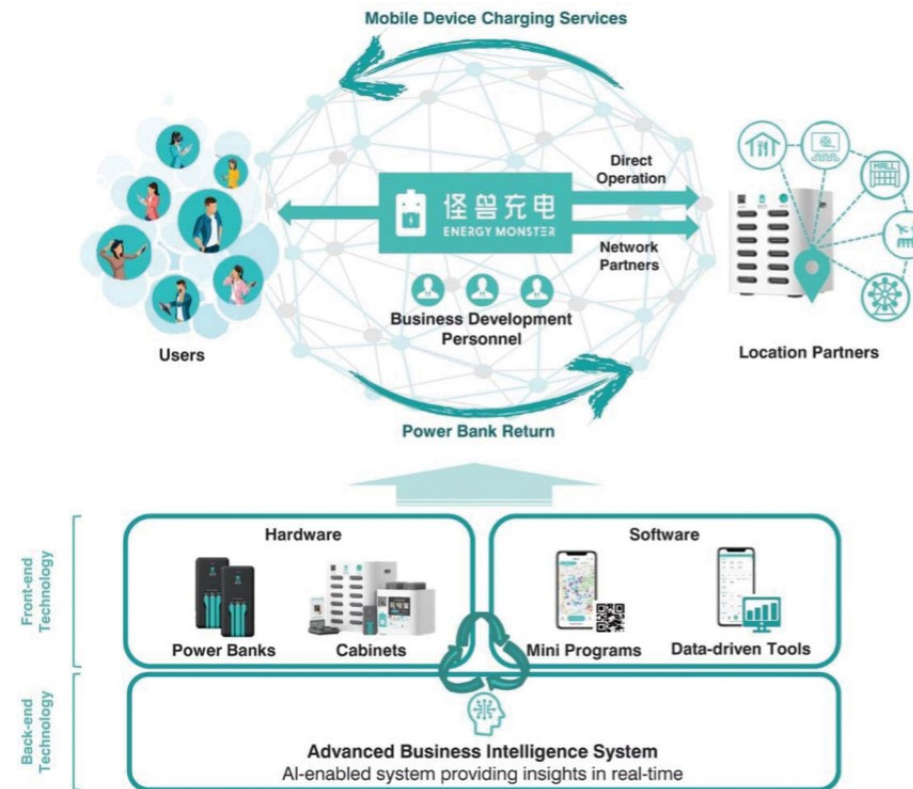 Mobile Device Charging Services
Direct
Operation
怪兽充电
ENERGY MONSTER
Network
Partners
MALL
Business Development
Personnel
Users
Location Partners
Power Bank Return
Front-end
Technology
Hardware
Software
Power Banks
Cabinets
Mini Programs
Data-driven Tools
Back-end
Technology
Advanced Business Intelligence System
AI-enabled system providing insights in real-time